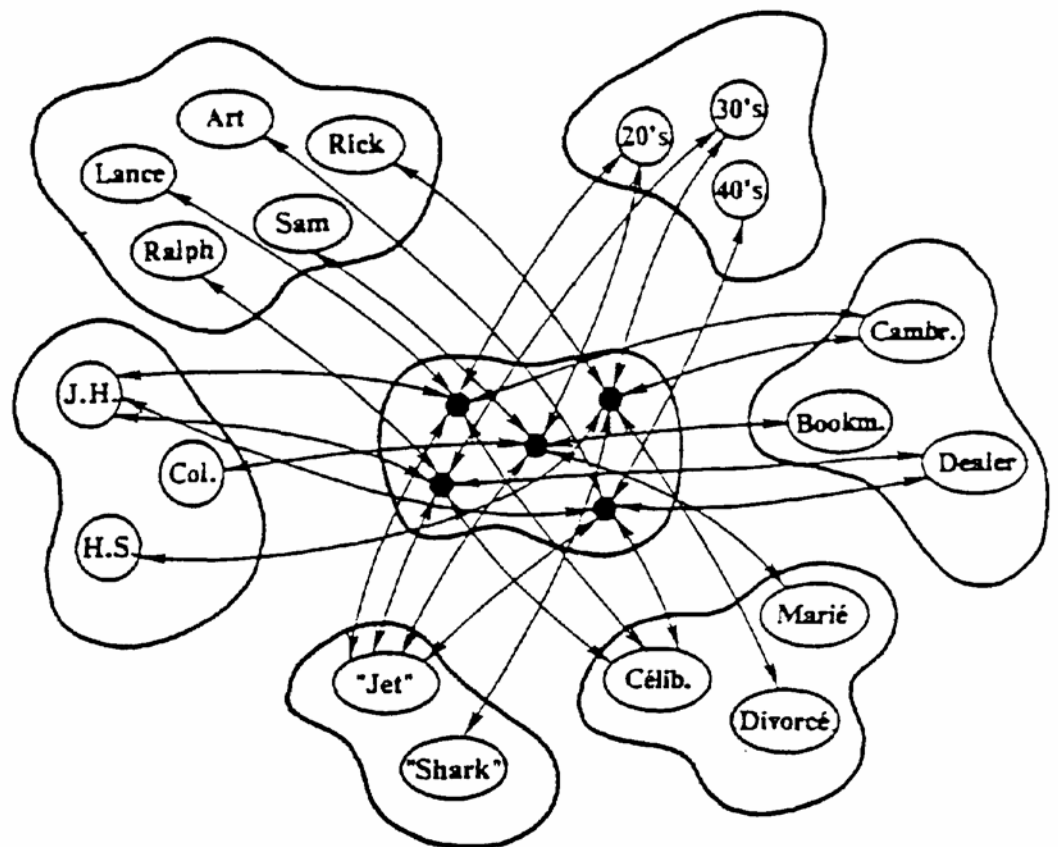 Art
Rick
Lance
Sam
Ralph
20's.
30's.
40's.
J.H.
Col.
H.S
Cambr.
Bookm.
Dealer
"Jet"
"Shark"
Célib.
Marié
Divorcé